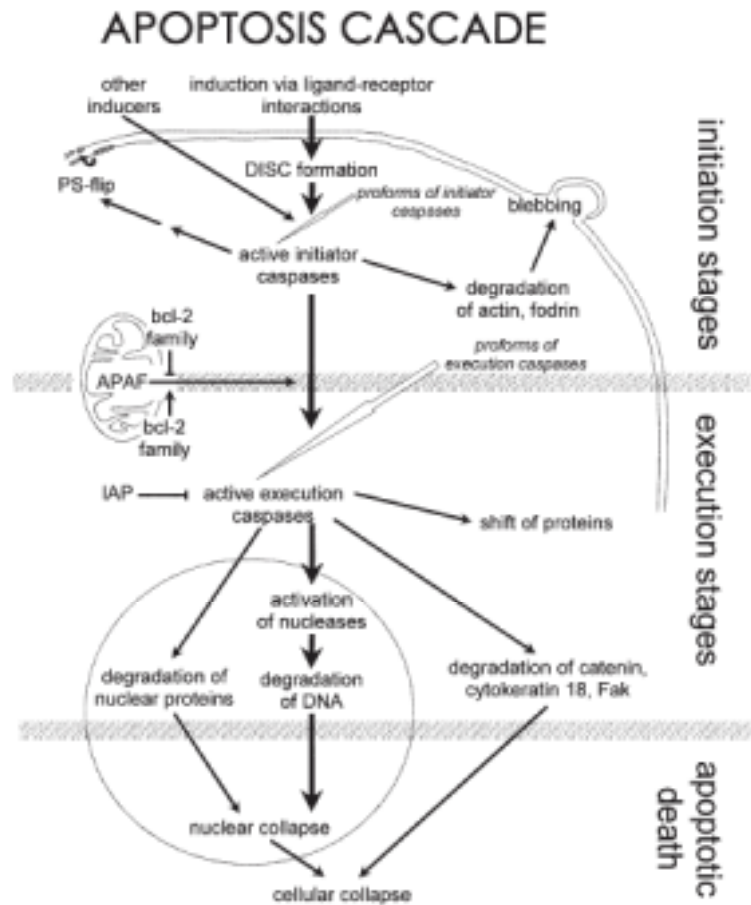 APOPTOSIS CASCADE
other
inducers
induction via ligand-receptor
interactions
DISC formation
PS-flip
proforms of initiator
caspases
blebbing
active initiator
caspases
degradation
of actin, fodrin
bcl-2
family
APAF
bcl-2
family
proforms of
execution caspases
IAP
active execution
caspases
shift of proteins
activation
of nucleases
degradation of
nuclear proteins
degradation
of DNA
degradation of catenin,
cytokeratin 18, Fak
nuclear collapse
cellular collapse
initiation stages
execution stages
apoptotic
death